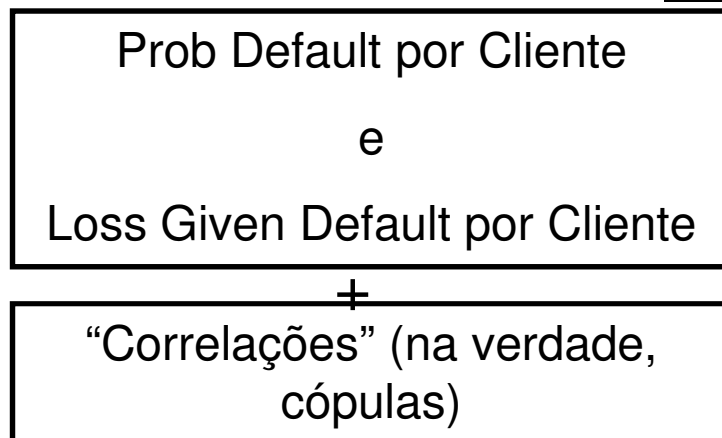 Prob Default por Cliente
e
Loss Given Default por Cliente
+
“Correlações” (na verdade,
cópulas)